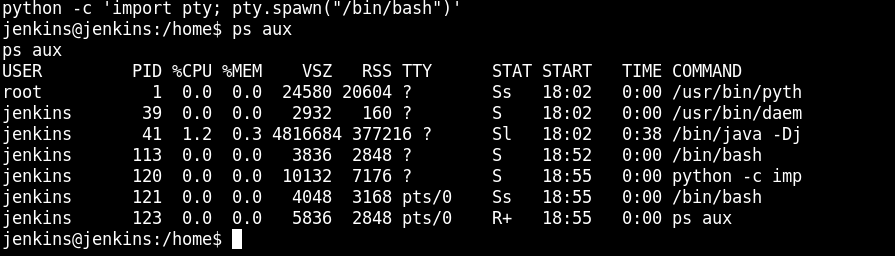 python -c 'import pty; pty.spawn("/bin/bash")'
jenkins@jenkins:/home$ ps aux
ps aux
USER         PID %CPU %MEM    VSZ   RSS TTY      STAT START   TIME COMMAND
root           1  0.0  0.0  24580 20604 ?        Ss   18:02   0:00 /usr/bin/pyth
jenkins       39  0.0  0.0   2932   160 ?        S    18:02   0:00 /usr/bin/daem
jenkins       41  1.2  0.3 4816684 377216 ?      Sl   18:02   0:38 /bin/java -Dj
jenkins      113  0.0  0.0   3836  2848 ?        S    18:52   0:00 /bin/bash
jenkins      120  0.0  0.0  10132  7176 ?        S    18:55   0:00 python -c imp
jenkins      121  0.0  0.0   4048  3168 pts/0    Ss   18:55   0:00 /bin/bash
jenkins      123  0.0  0.0   5836  2848 pts/0    R+   18:55   0:00 ps aux
jenkins@jenkins:/home$